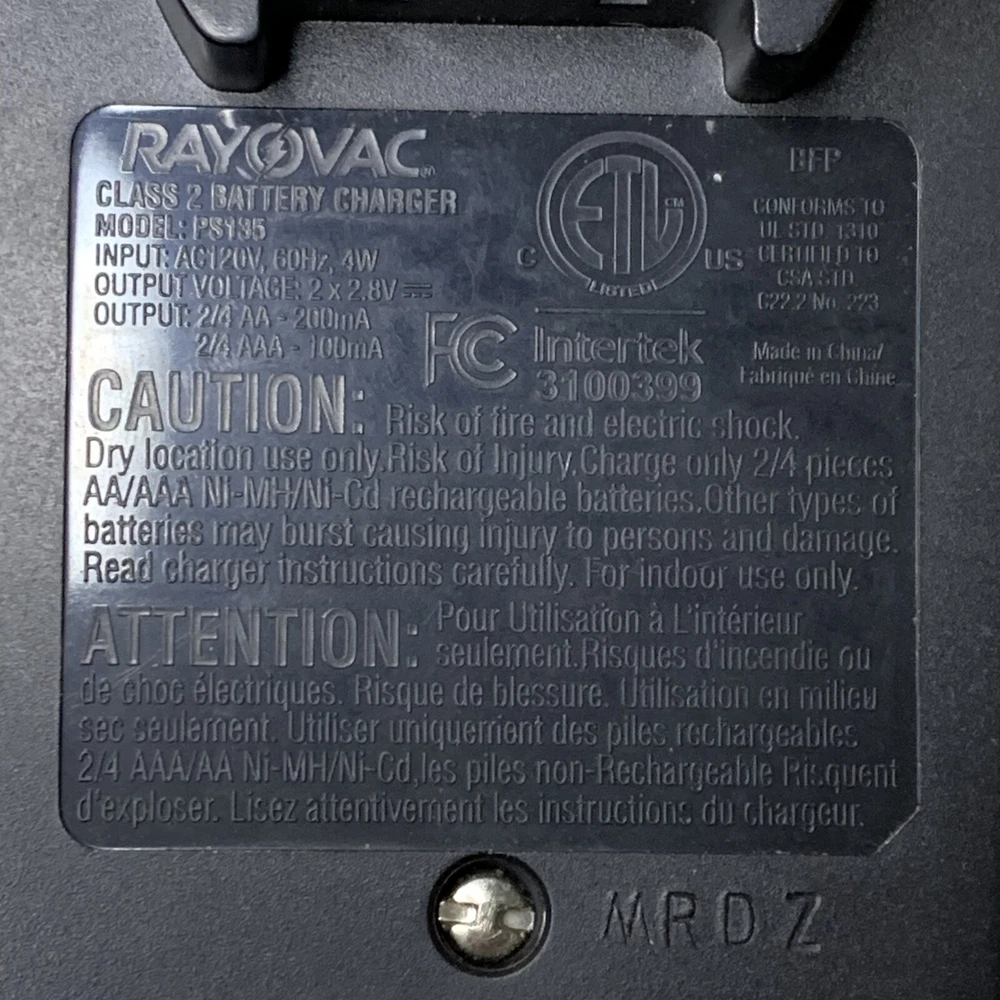 RAYOVAC®
CLASS 2 BATTERY CHARGER
MODEL: PS135
INPUT: AC120V, 60Hz, 4W
OUTPUT VOLTAGE: 2 x 2.8V
OUTPUT: 2/4 AA - 200mA
2/4 AAA - 100mA
ETL CM
C US
LISTED
FC
Intertek
3100399
BFP
CONFORMS TO
UL STD. 1310
CERTIFIED TO
CSA STD.
C22.2 No. 223
Made in China/
Fabriqué en Chine
CAUTION: Risk of fire and electric shock.
Dry location use only.Risk of Injury.Charge only 2/4 pieces
AA/AAA Ni-MH/Ni-Cd rechargeable batteries.Other types of
batteries may burst causing injury to persons and damage.
Read charger instructions carefully. For indoor use only.
ATTENTION: Pour Utilisation à L'intérieur
seulement.Risques d'incendie ou
de choc électriques. Risque de blessure. Utilisation en milieu
sec seulement. Utiliser uniquement des piles rechargeables
2/4 AAA/AA Ni-MH/Ni-Cd,les piles non-Rechargeable Risquent
d'exploser. Lisez attentivement les instructions du chargeur.
MRDZ